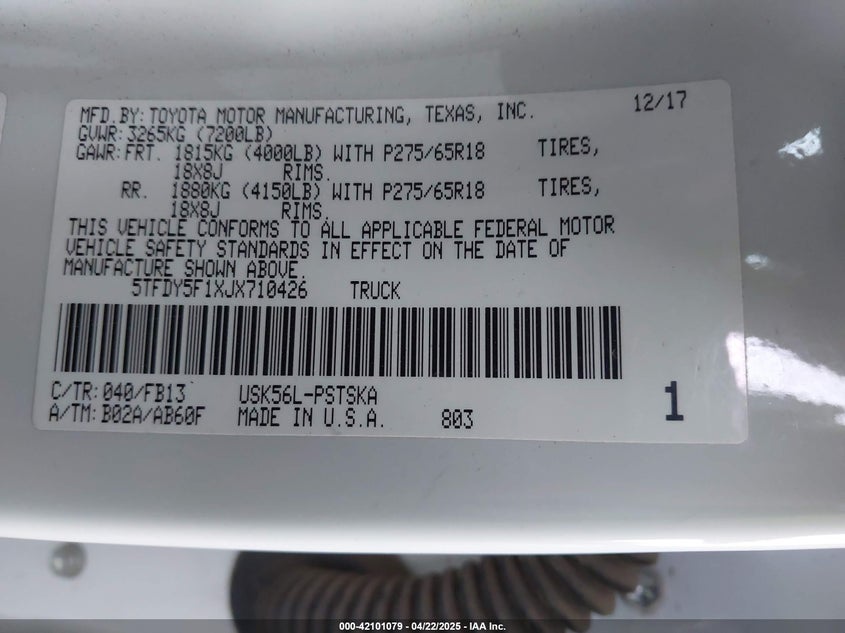 MFD.BY: TOYOTA MOTOR MANUFACTURING, TEXAS, INC. 12/17
GVWR: 3265KG (7200LB)
GAWR: FRT. 1815KG (4000LB) WITH P275/65R18 TIRES,
18X8J RIMS.
RR. 1880KG (4150LB) WITH P275/65R18 TIRES,
18X8J RIMS.
THIS VEHICLE CONFORMS TO ALL APPLICABLE FEDERAL MOTOR
VEHICLE SAFETY STANDARDS IN EFFECT ON THE DATE OF
MANUFACTURE SHOWN ABOVE.
5TFDY5F1XJX710426 TRUCK
C/TR: 040/FB13 USK56L-PSTSKA
A/TM: B02A/AB60F MADE IN U.S.A. 803 1
000-42101079 - 04/22/2025 - IAA Inc.